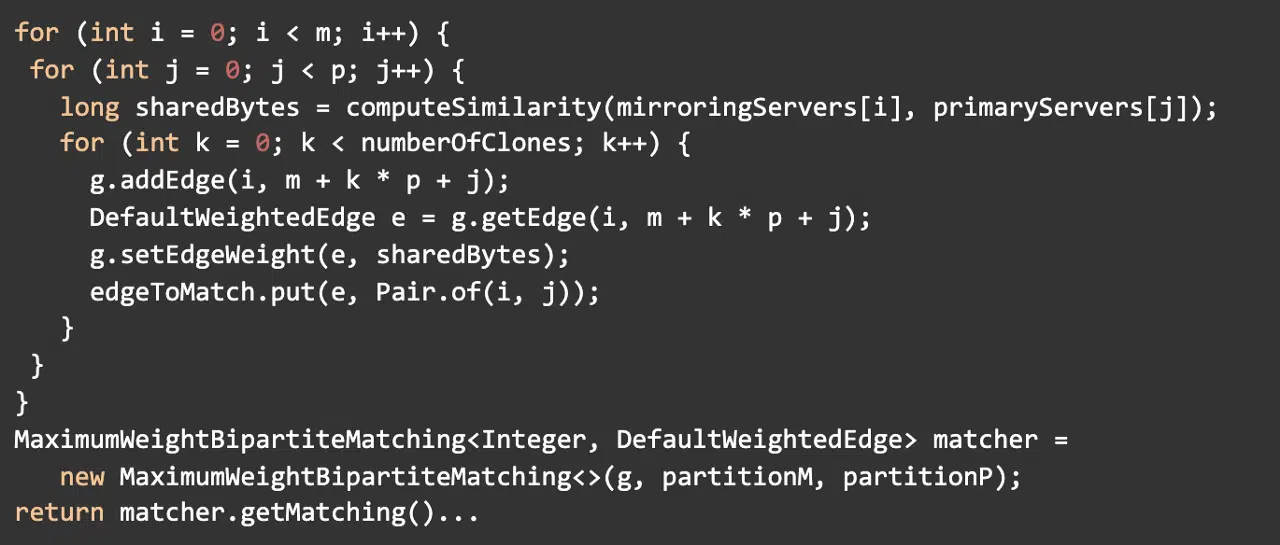 for (int i = 0; i < m; i++) {
 for (int j = 0; j < p; j++) {
   long sharedBytes = computeSimilarity(mirroringServers[i], primaryServers[j]);
   for (int k = 0; k < numberOfClones; k++) {
     g.addEdge(i, m + k * p + j);
     DefaultWeightedEdge e = g.getEdge(i, m + k * p + j);
     g.setEdgeWeight(e, sharedBytes);
     edgeToMatch.put(e, Pair.of(i, j));
   }
 }
}
MaximumWeightBipartiteMatching<Integer, DefaultWeightedEdge> matcher =
   new MaximumWeightBipartiteMatching<>(g, partitionM, partitionP);
return matcher.getMatching()...